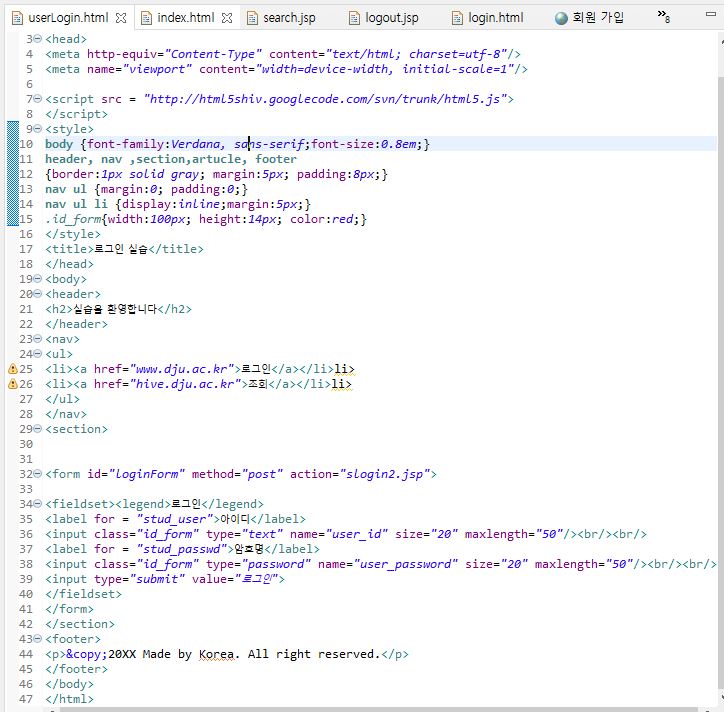 userLogin.html index.html search.jsp logout.jsp login.html 회원 가입 »8
3 <head>
4 <meta http-equiv="Content-Type" content="text/html; charset=utf-8"/>
5 <meta name="viewport" content="width=device-width, initial-scale=1"/>
6
7 <script src = "http://html5shiv.googlecode.com/svn/trunk/html5.js">
8 </script>
9 <style>
10 body {font-family:Verdana, sans-serif;font-size:0.8em;}
11 header, nav ,section,artucle, footer
12 {border:1px solid gray; margin:5px; padding:8px;}
13 nav ul {margin:0; padding:0;}
14 nav ul li {display:inline;margin:5px;}
15 .id_form{width:100px; height:14px; color:red;}
16 </style>
17 <title>로그인 실습</title>
18 </head>
19 <body>
20 <header>
21 <h2>실습을 환영합니다</h2>
22 </header>
23 <nav>
24 <ul>
25 <li><a href="www.dju.ac.kr">로그인</a></li>li>
26 <li><a href="hive.dju.ac.kr">조회</a></li>li>
27 </ul>
28 </nav>
29 <section>
30
31
32 <form id="loginForm" method="post" action="slogin2.jsp">
33
34 <fieldset><legend>로그인</legend>
35 <label for = "stud_user">아이디</label>
36 <input class="id_form" type="text" name="user_id" size="20" maxlength="50"/><br/><br/>
37 <label for = "stud_passwd">암호명</label>
38 <input class="id_form" type="password" name="user_password" size="20" maxlength="50"/><br/><br/>
39 <input type="submit" value="로그인">
40 </fieldset>
41 </form>
42 </section>
43 <footer>
44 <p>&copy;20XX Made by Korea. All right reserved.</p>
45 </footer>
46 </body>
47 </html>